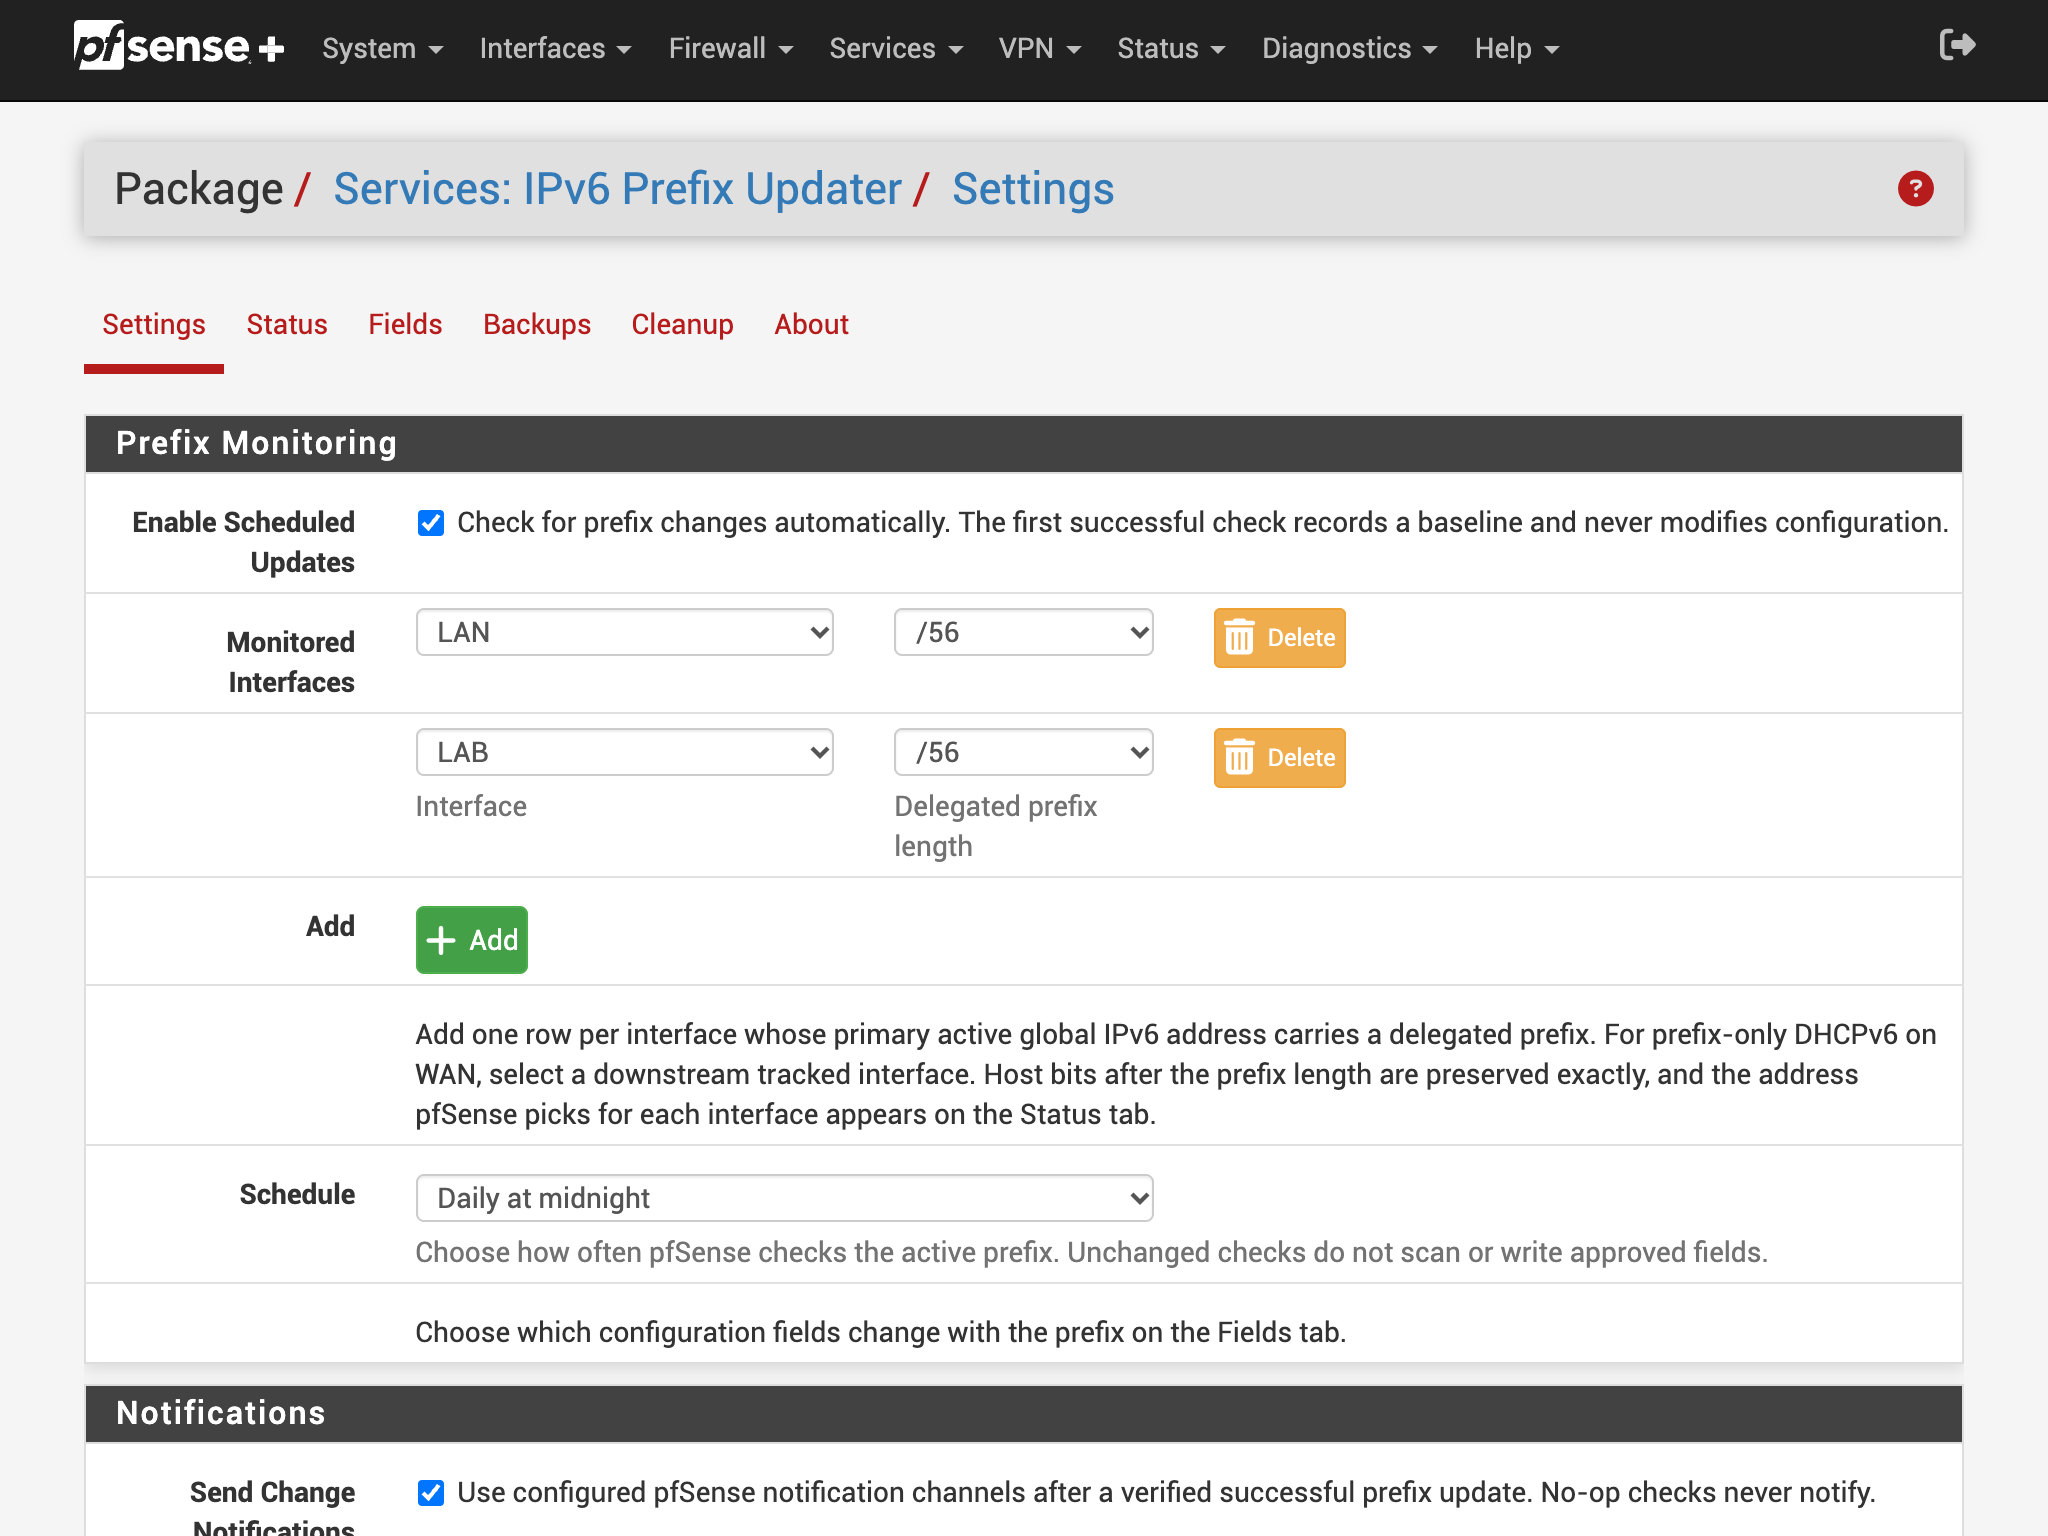 pfsense +
System Interfaces Firewall Services VPN Status Diagnostics Help
Package / Services: IPv6 Prefix Updater / Settings
?
Settings Status Fields Backups Cleanup About
Prefix Monitoring
Enable Scheduled
Updates
Check for prefix changes automatically. The first successful check records a baseline and never modifies configuration.
Monitored
Interfaces
LAN /56 Delete
LAB /56 Delete
Interface
Delegated prefix
length
Add
Add
Add one row per interface whose primary active global IPv6 address carries a delegated prefix. For prefix-only DHCPv6 on
WAN, select a downstream tracked interface. Host bits after the prefix length are preserved exactly, and the address
pfSense picks for each interface appears on the Status tab.
Schedule
Daily at midnight
Choose how often pfSense checks the active prefix. Unchanged checks do not scan or write approved fields.
Choose which configuration fields change with the prefix on the Fields tab.
Notifications
Send Change
Notifications
Use configured pfSense notification channels after a verified successful prefix update. No-op checks never notify.